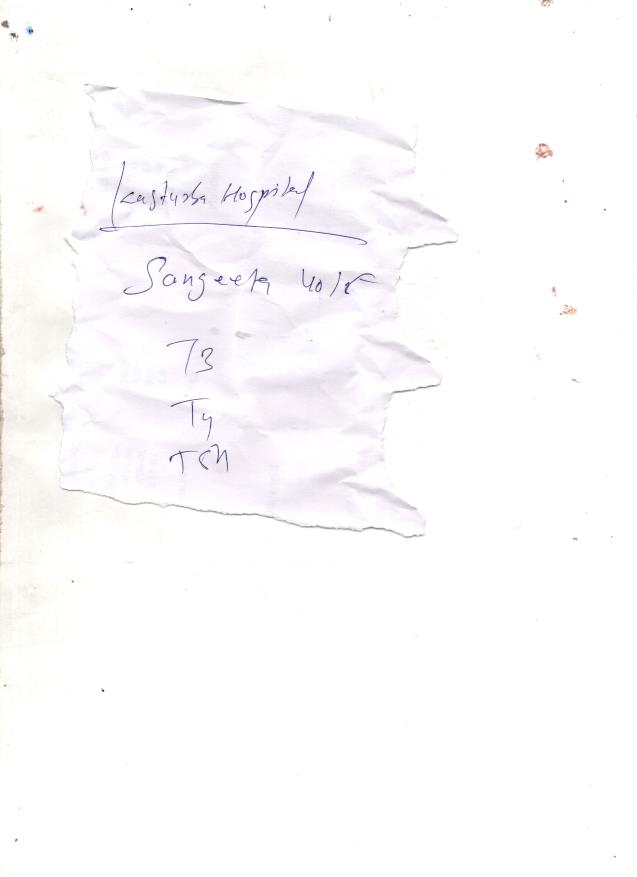 Kasturba Hospital
Sangeeta 40/F
T3
T4
TSH